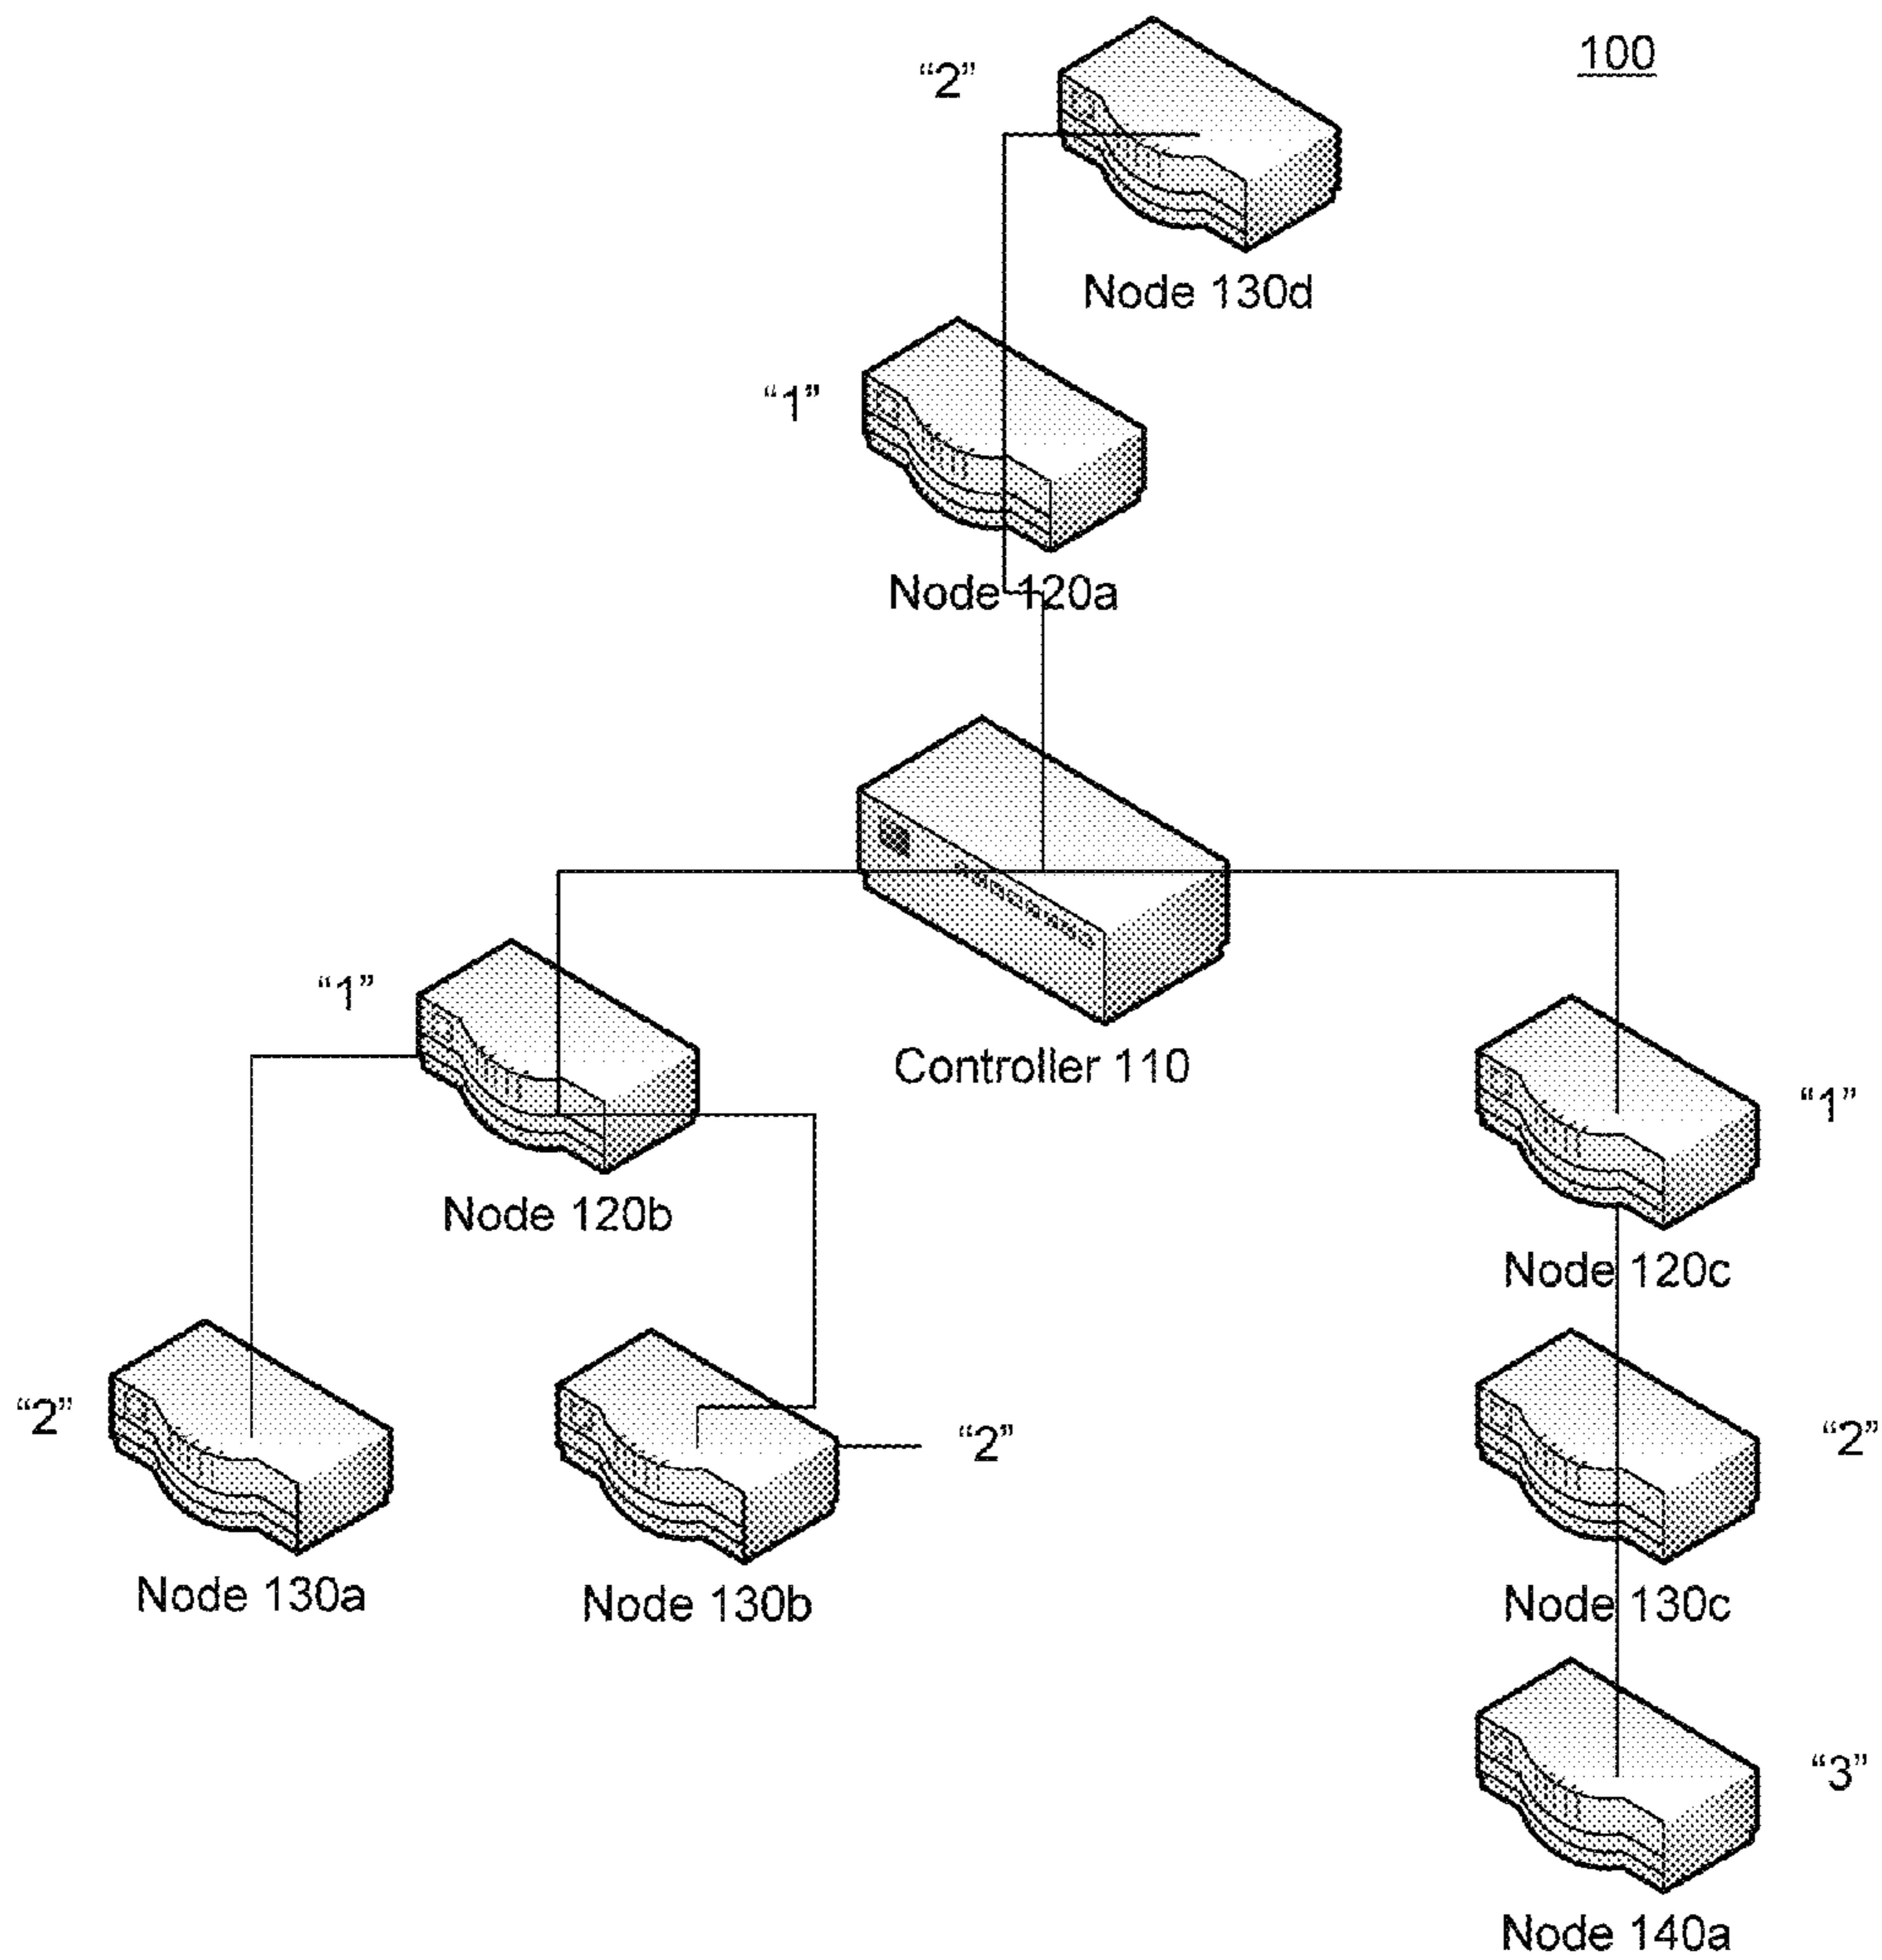 100
“2”
Node 130d
“1”
Node 120a
Controller 110
“1”
Node 120b
“1”
Node 120c
“2”
Node 130a
“2”
Node 130b
“2”
Node 130c
“3”
Node 140a